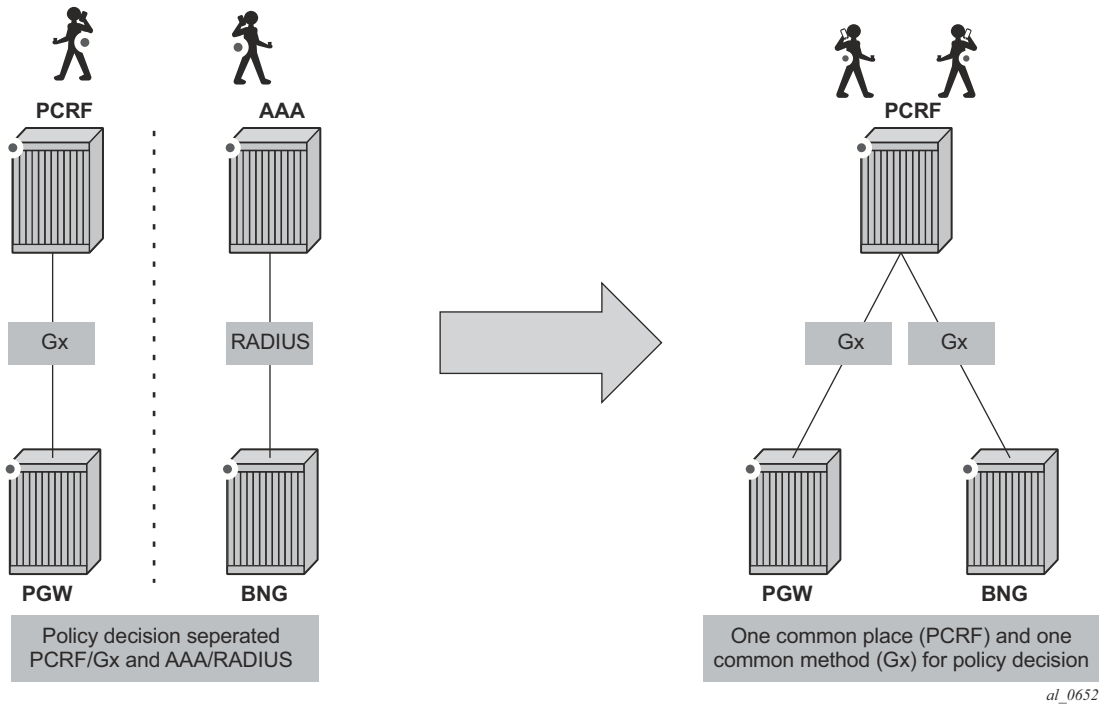 PCRF
AAA
Gx
RADIUS
PGW
BNG
Policy decision seperated
PCRF/Gx and AAA/RADIUS
PCRF
Gx
Gx
PGW
BNG
One common place (PCRF) and one
common method (Gx) for policy decision
al_0652